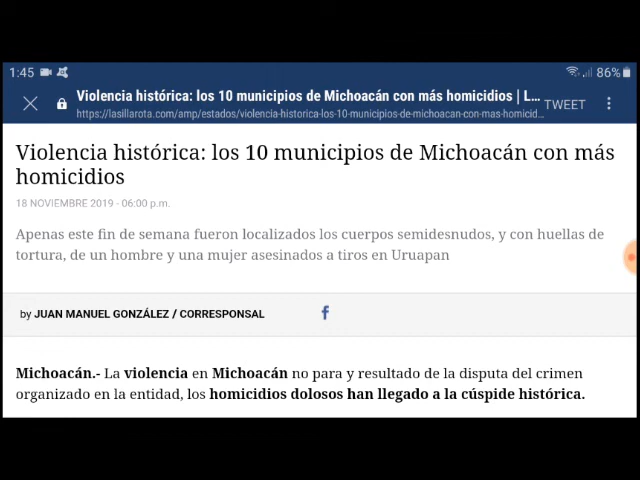 1:45 86%
Violencia histórica: los 10 municipios de Michoacán con más homicidios | L...
https://lasillarota.com/amp/estados/violencia-historica-los-10-municipios-de-michoacan-con-mas-homicid...
TWEET
Violencia histórica: los 10 municipios de Michoacán con más
homicidios
18 NOVIEMBRE 2019 - 06:00 p.m.
Apenas este fin de semana fueron localizados los cuerpos semidesnudos, y con huellas de
tortura, de un hombre y una mujer asesinados a tiros en Uruapan
by JUAN MANUEL GONZÁLEZ / CORRESPONSAL
Michoacán.- La violencia en Michoacán no para y resultado de la disputa del crimen
organizado en la entidad, los homicidios dolosos han llegado a la cúspide histórica.